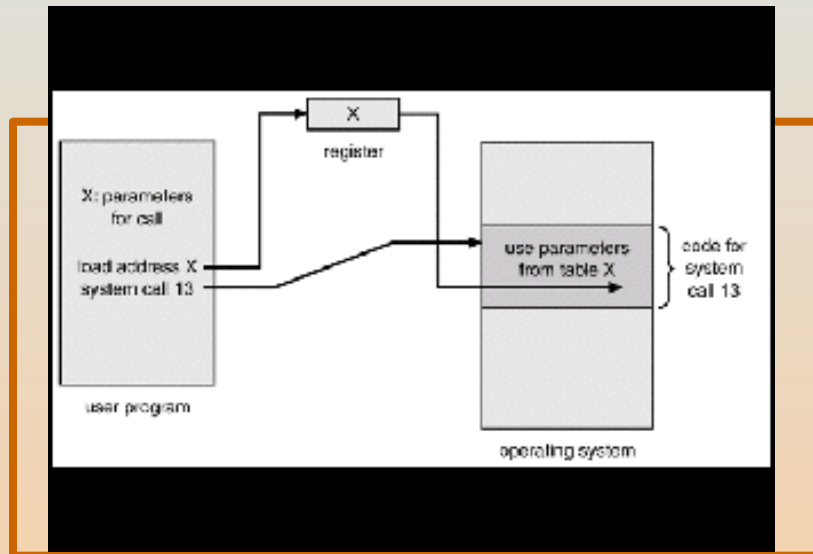 X
register
X: parameters
for call
load address X
system call 13
user program
use parameters
from table X
code for
system
call 13
operating system